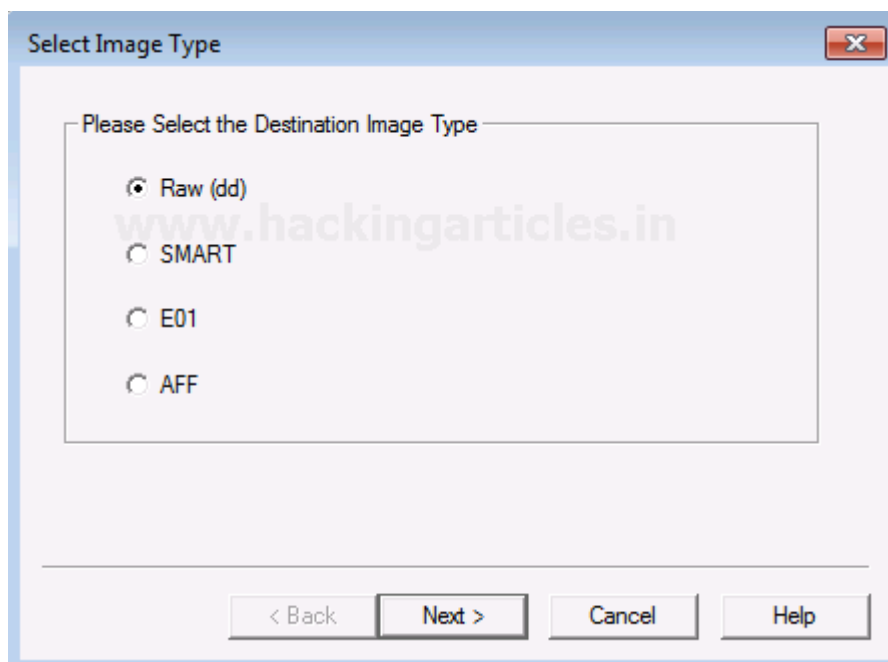 Select Image Type
Please Select the Destination Image Type
Raw (dd)
www.hackingarticles.in
SMART
E01
AFF
< Back
Next >
Cancel
Help